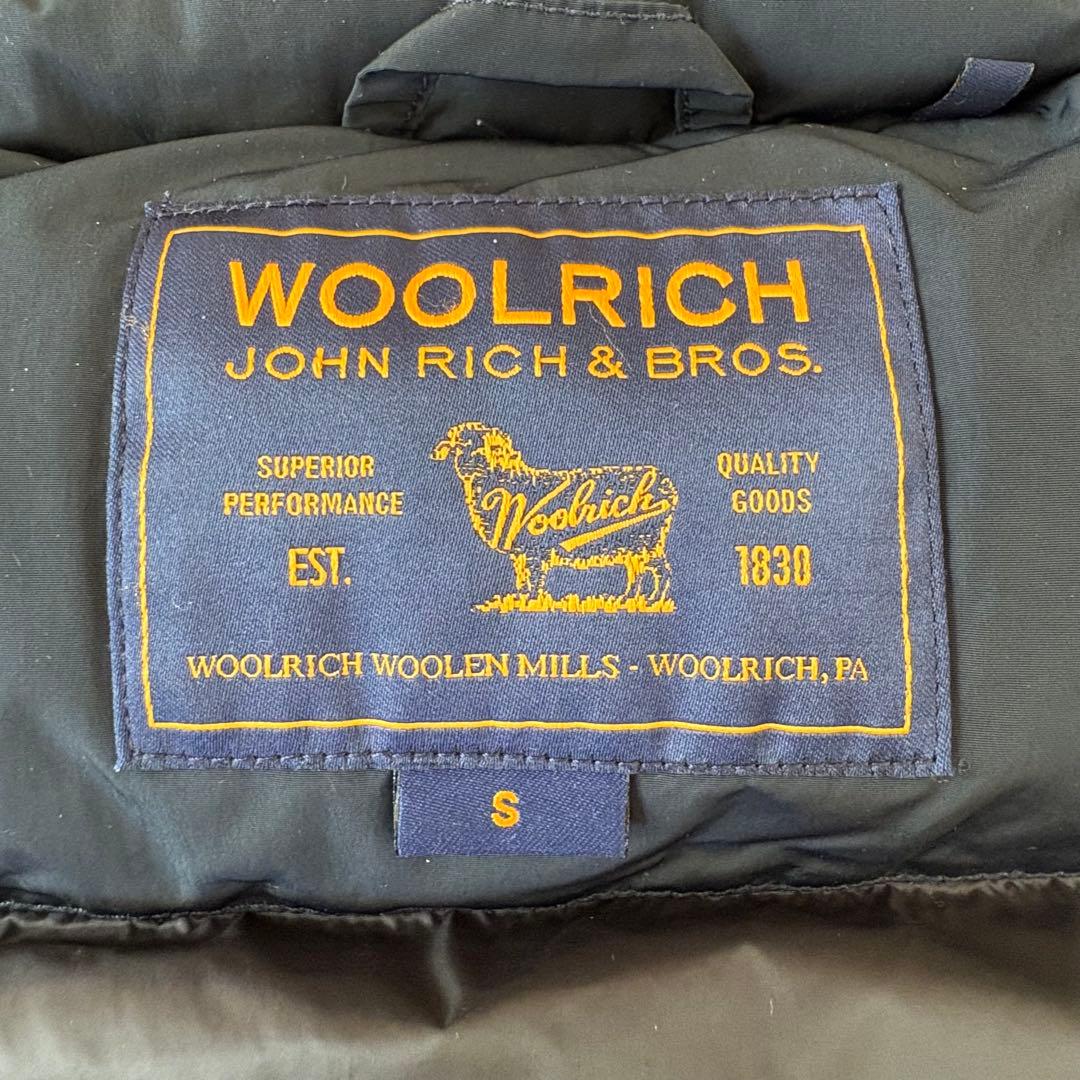 WOOLRICH
JOHN RICH & BROS.
SUPERIOR
PERFORMANCE
EST.
Woolrich
QUALITY
GOODS
1830
WOOLRICH WOOLEN MILLS - WOOLRICH, PA
S